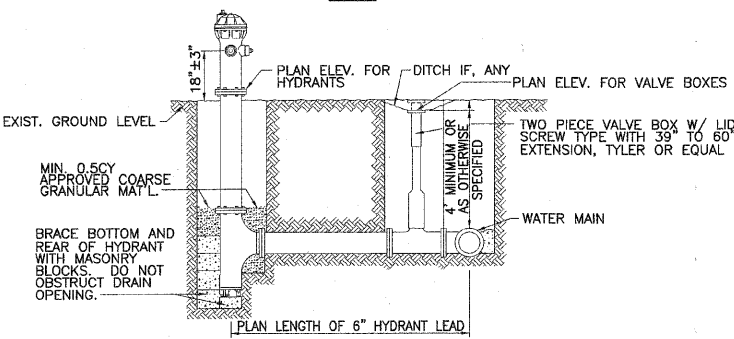 18"±3"
PLAN ELEV. FOR
HYDRANTS
DITCH IF, ANY
PLAN ELEV. FOR VALVE BOXES
EXIST. GROUND LEVEL
TWO PIECE VALVE BOX W/ LID
SCREW TYPE WITH 39" TO 60"
EXTENSION, TYLER OR EQUAL
4' MINIMUM OR
AS OTHERWISE
SPECIFIED
MIN. 0.5CY
APPROVED COARSE
GRANULAR MAT'L.
WATER MAIN
BRACE BOTTOM AND
REAR OF HYDRANT
WITH MASONRY
BLOCKS. DO NOT
OBSTRUCT DRAIN
OPENING.
PLAN LENGTH OF 6" HYDRANT LEAD